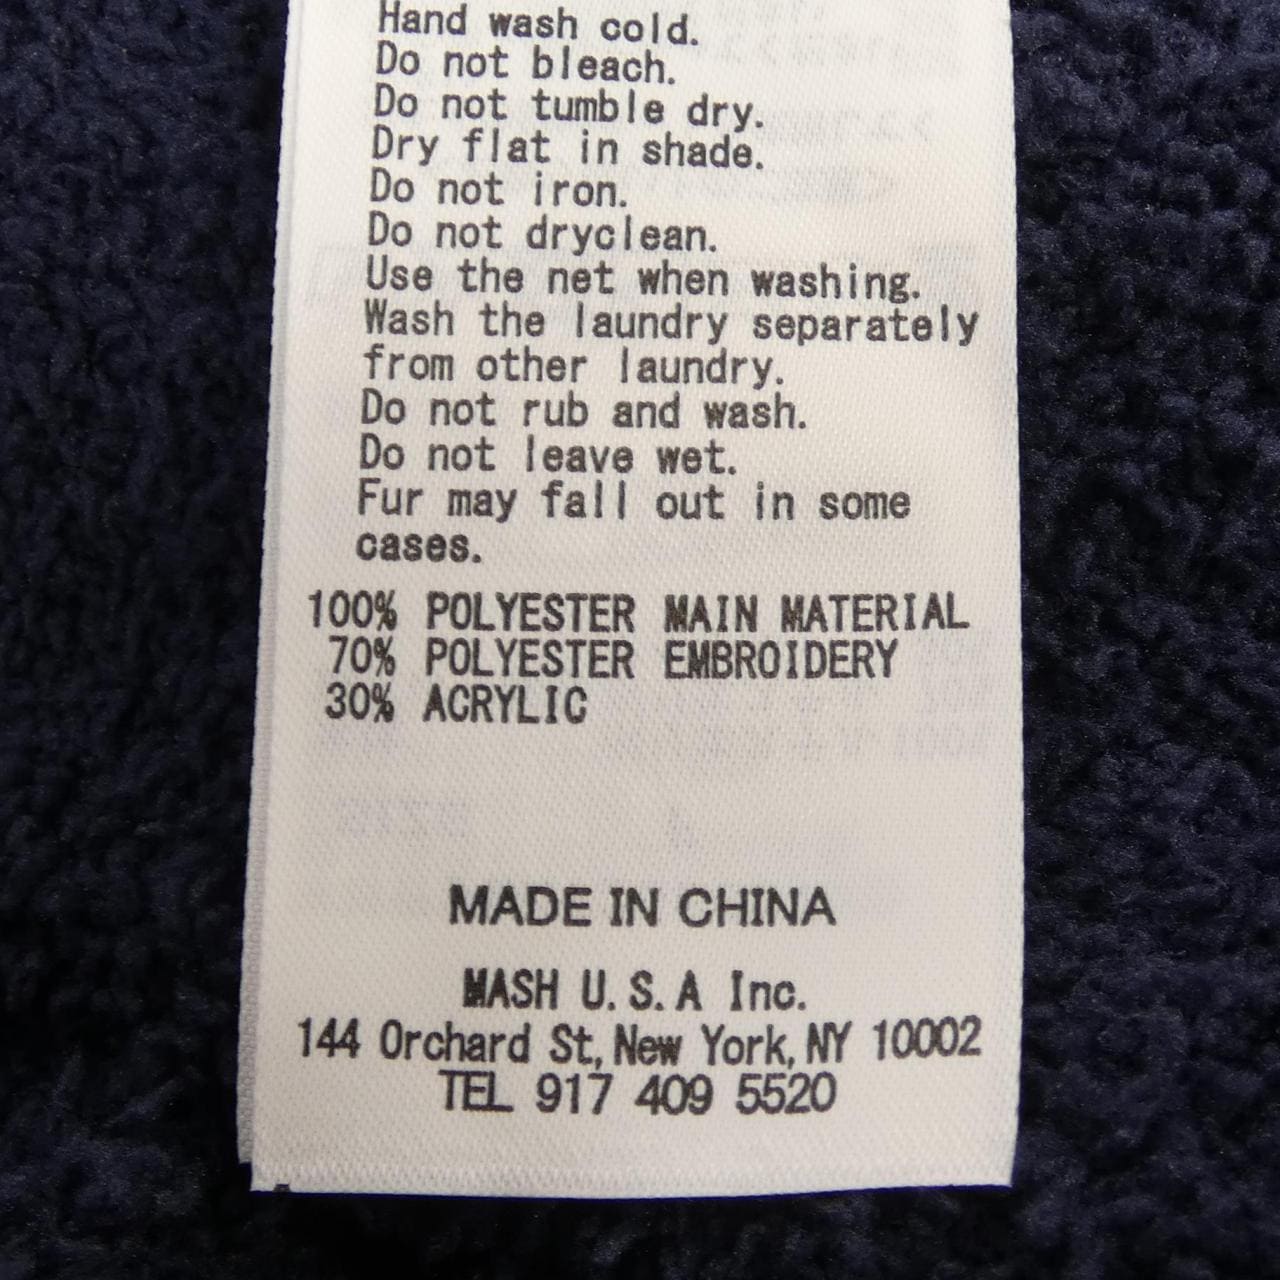 Hand wash cold.
Do not bleach.
Do not tumble dry.
Dry flat in shade.
Do not iron.
Do not dryclean.
Use the net when washing.
Wash the laundry separately
from other laundry.
Do not rub and wash.
Do not leave wet.
Fur may fall out in some
cases.
100% POLYESTER MAIN MATERIAL
70% POLYESTER EMBROIDERY
30% ACRYLIC
MADE IN CHINA
MASH U.S.A Inc.
144 Orchard St, New York, NY 10002
TEL 917 409 5520